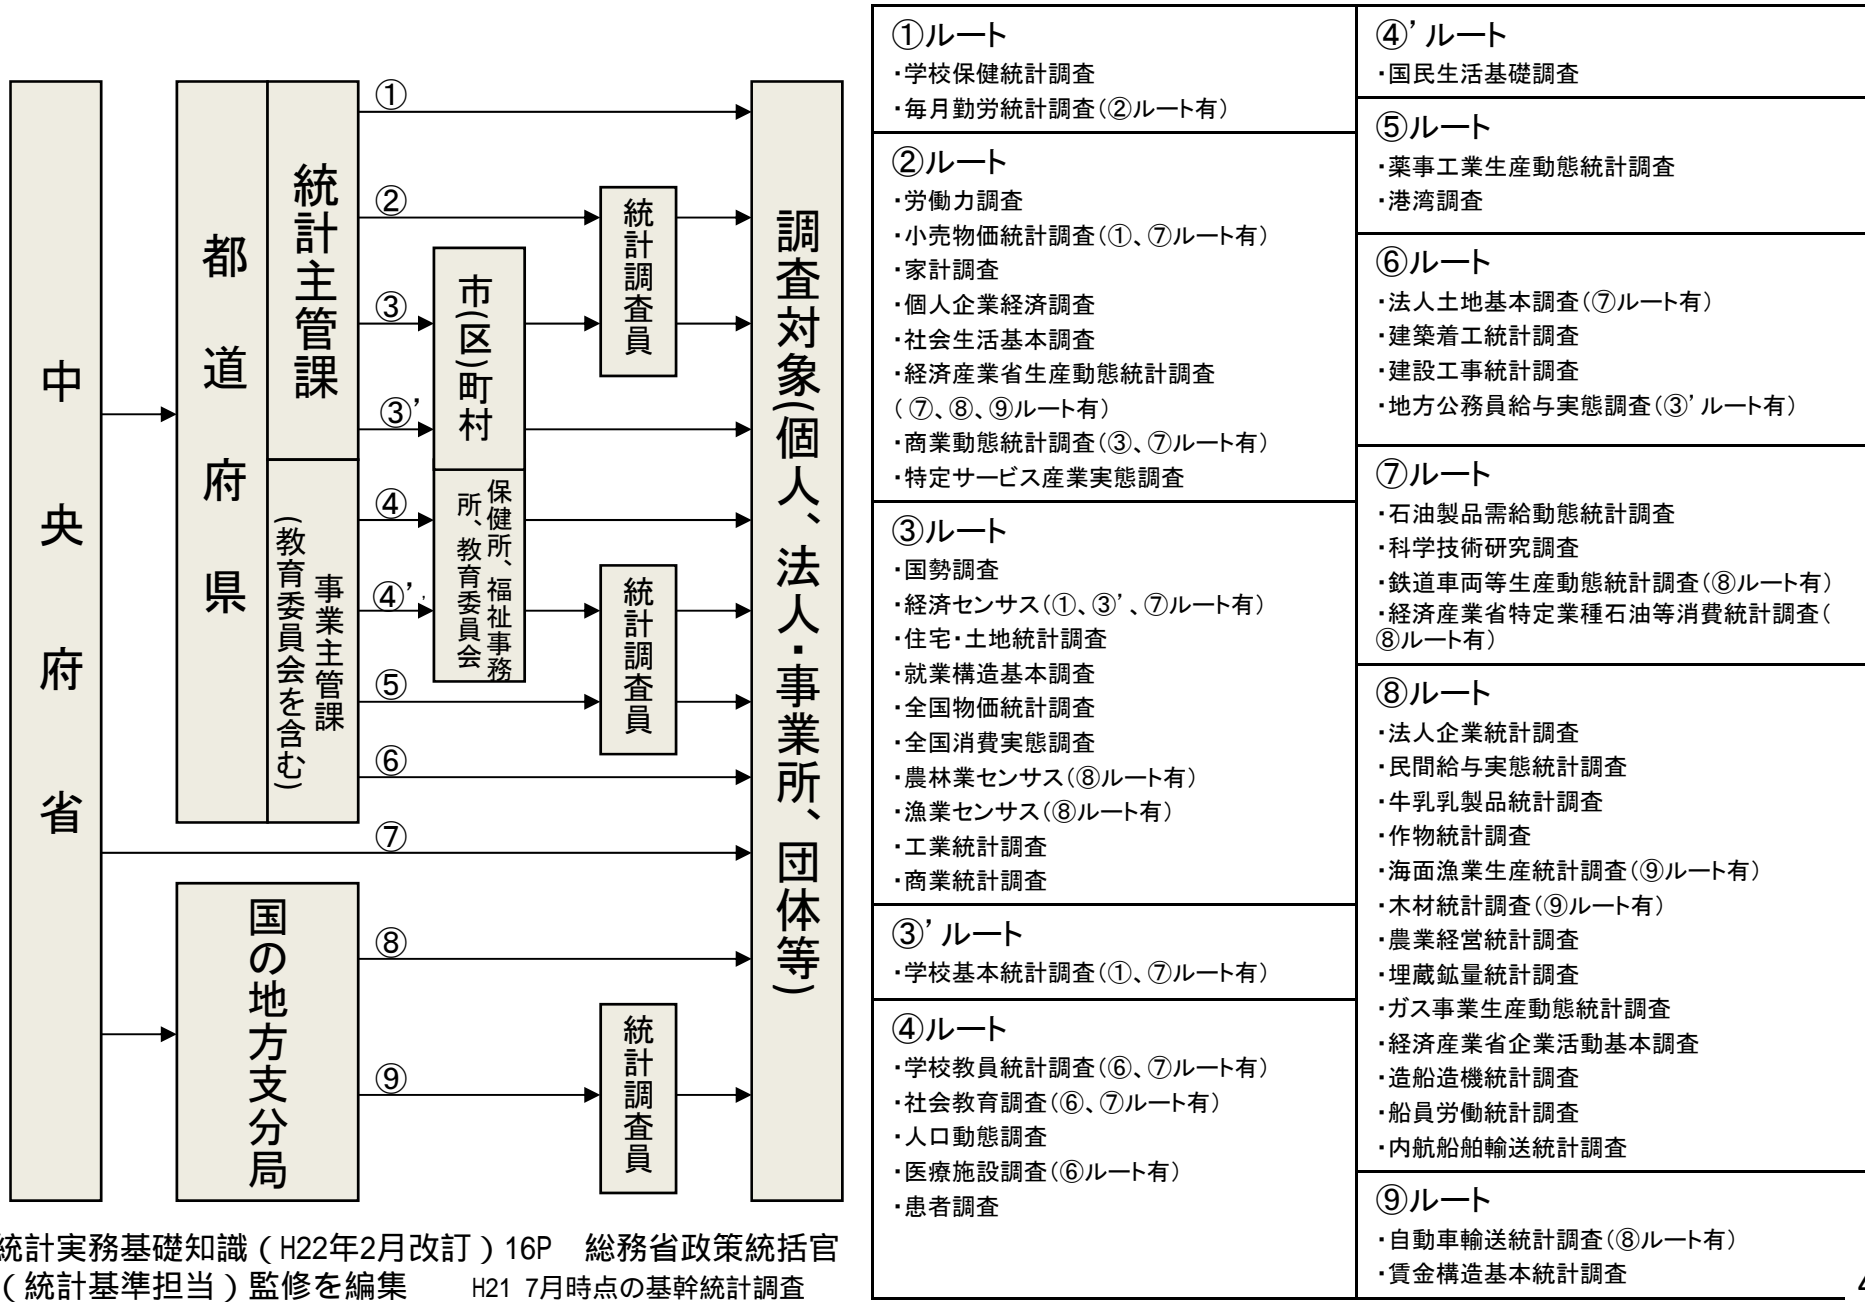 中央府省
都道府県
統計主管課
事業主管課
(教育委員会を含む)
①
②
③
③’
④
④’
⑤
⑥
⑦
⑧
⑨
市(区)町村
保健所、福祉事務
所、教育委員会
統計調査員
統計調査員
国の地方支分局
統計調査員
調査対象(個人、法人・事業所、団体等)
①ルート
・学校保健統計調査
・毎月勤労統計調査(②ルート有)
②ルート
・労働力調査
・小売物価統計調査(①、⑦ルート有)
・家計調査
・個人企業経済調査
・社会生活基本調査
・経済産業省生産動態統計調査
( ⑦、⑧、⑨ルート有)
・商業動態統計調査(③、⑦ルート有)
・特定サービス産業実態調査
③ルート
・国勢調査
・経済センサス(①、③’、⑦ルート有)
・住宅・土地統計調査
・就業構造基本調査
・全国物価統計調査
・全国消費実態調査
・農林業センサス(⑧ルート有)
・漁業センサス(⑧ルート有)
・工業統計調査
・商業統計調査
③’ルート
・学校基本統計調査(①、⑦ルート有)
④ルート
・学校教員統計調査(⑥、⑦ルート有)
・社会教育調査(⑥、⑦ルート有)
・人口動態調査
・医療施設調査(⑥ルート有)
・患者調査
④’ルート
・国民生活基礎調査
⑤ルート
・薬事工業生産動態統計調査
・港湾調査
⑥ルート
・法人土地基本調査(⑦ルート有)
・建築着工統計調査
・建設工事統計調査
・地方公務員給与実態調査(③’ルート有)
⑦ルート
・石油製品需給動態統計調査
・科学技術研究調査
・鉄道車両等生産動態統計調査(⑧ルート有)
・経済産業省特定業種石油等消費統計調査(
⑧ルート有)
⑧ルート
・法人企業統計調査
・民間給与実態統計調査
・牛乳乳製品統計調査
・作物統計調査
・海面漁業生産統計調査(⑨ルート有)
・木材統計調査(⑨ルート有)
・農業経営統計調査
・埋蔵鉱量統計調査
・ガス事業生産動態統計調査
・経済産業省企業活動基本調査
・造船造機統計調査
・船員労働統計調査
・内航船舶輸送統計調査
⑨ルート
・自動車輸送統計調査(⑧ルート有)
・賃金構造基本統計調査
統計実務基礎知識(H22年2月改訂)16P 総務省政策統括官
(統計基準担当)監修を編集 H21 7月時点の基幹統計調査